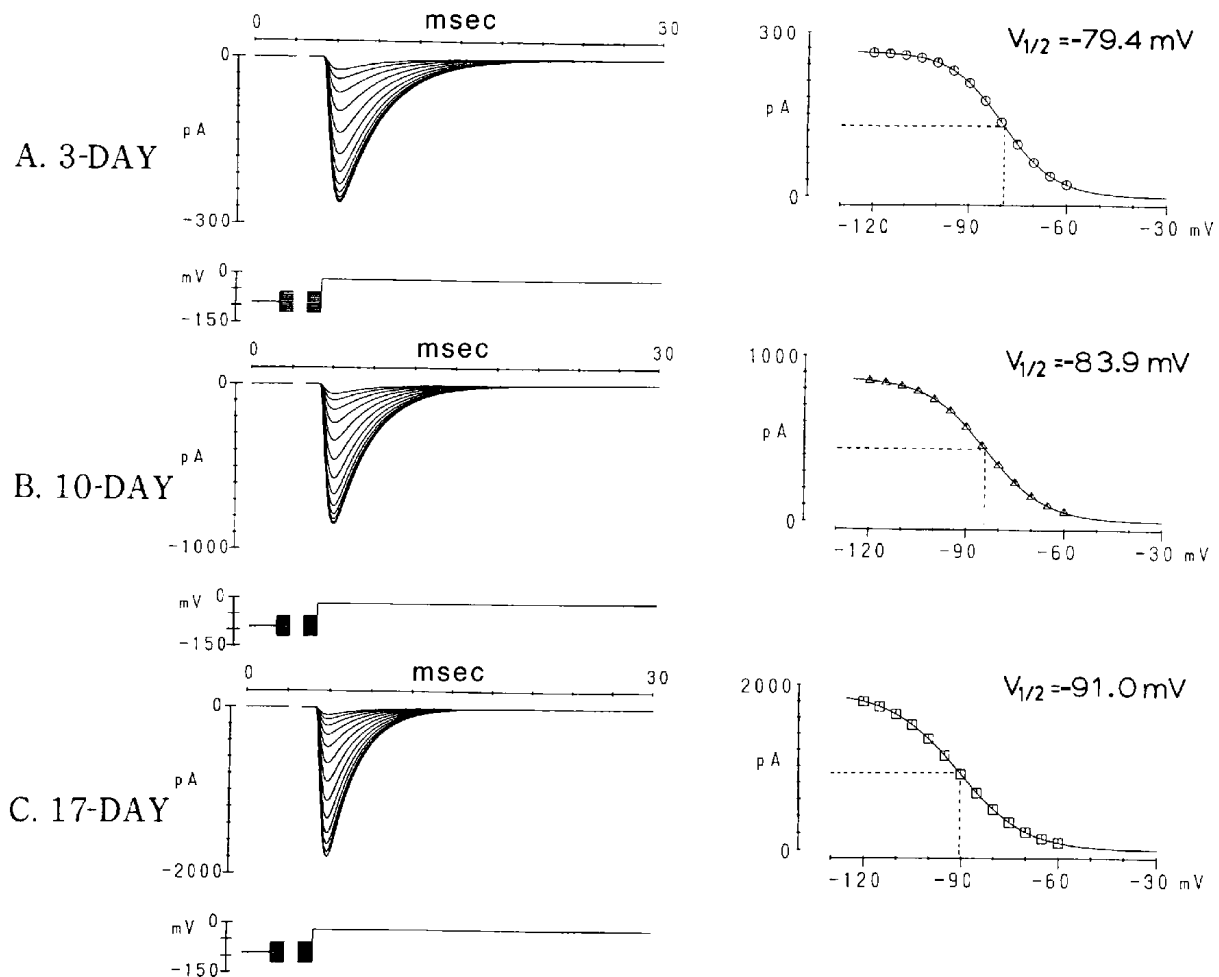 0 msec 30
0
pA
-300
A. 3-DAY
mV 0
-150
300
pA
0
V1/2 =-79.4 mV
-120 -90 -60 -30 mV
0 msec 30
0
pA
-1000
B. 10-DAY
mV 0
-150
1000
pA
0
V1/2 =-83.9 mV
-120 -90 -60 -30 mV
0 msec 30
0
pA
-2000
C. 17-DAY
mV 0
-150
2000
pA
0
V1/2 =-91.0 mV
-120 -90 -60 -30 mV